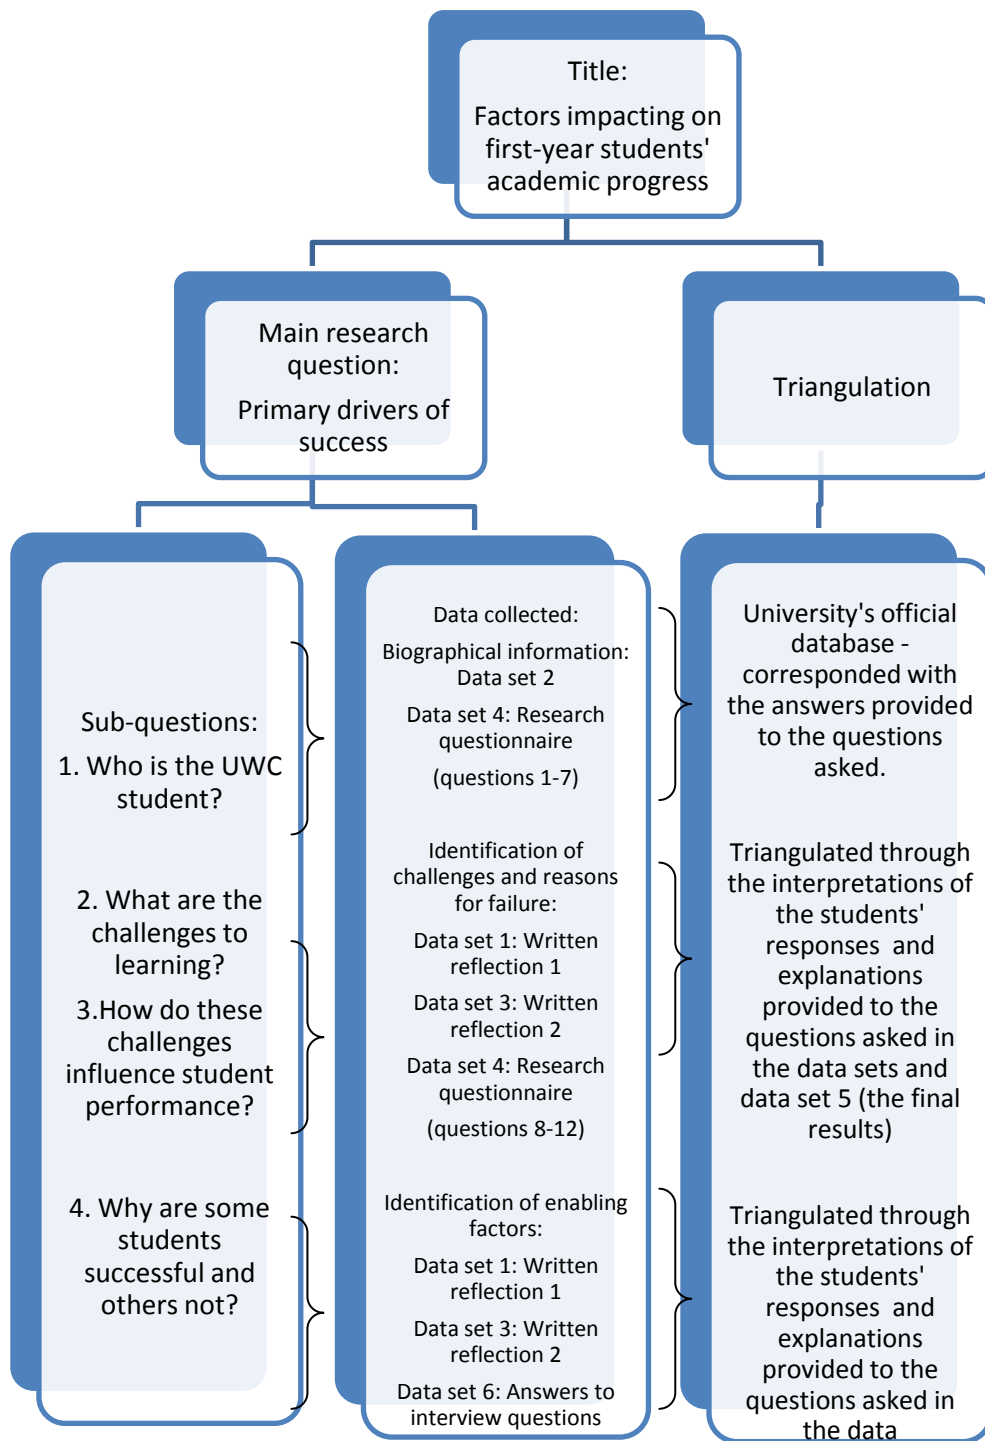 Title:
Factors impacting on
first-year students'
academic progress
Main research
question:
Primary drivers of
success
Triangulation
Sub-questions:
1. Who is the UWC
student?
2. What are the
challenges to
learning?
3.How do these
challenges
influence student
performance?
4. Why are some
students
successful and
others not?
Data collected:
Biographical information:
Data set 2
Data set 4: Research
questionnaire
(questions 1-7)
Identification of
challenges and reasons
for failure:
Data set 1: Written
reflection 1
Data set 3: Written
reflection 2
Data set 4: Research
questionnaire
(questions 8-12)
Identification of enabling
factors:
Data set 1: Written
reflection 1
Data set 3: Written
reflection 2
Data set 6: Answers to
interview questions
University's official
database -
corresponded with
the answers provided
to the questions
asked.
Triangulated through
the interpretations of
the students'
responses and
explanations
provided to the
questions asked in
the data sets and
data set 5 (the final
results)
Triangulated through
the interpretations of
the students'
responses and
explanations
provided to the
questions asked in
the data